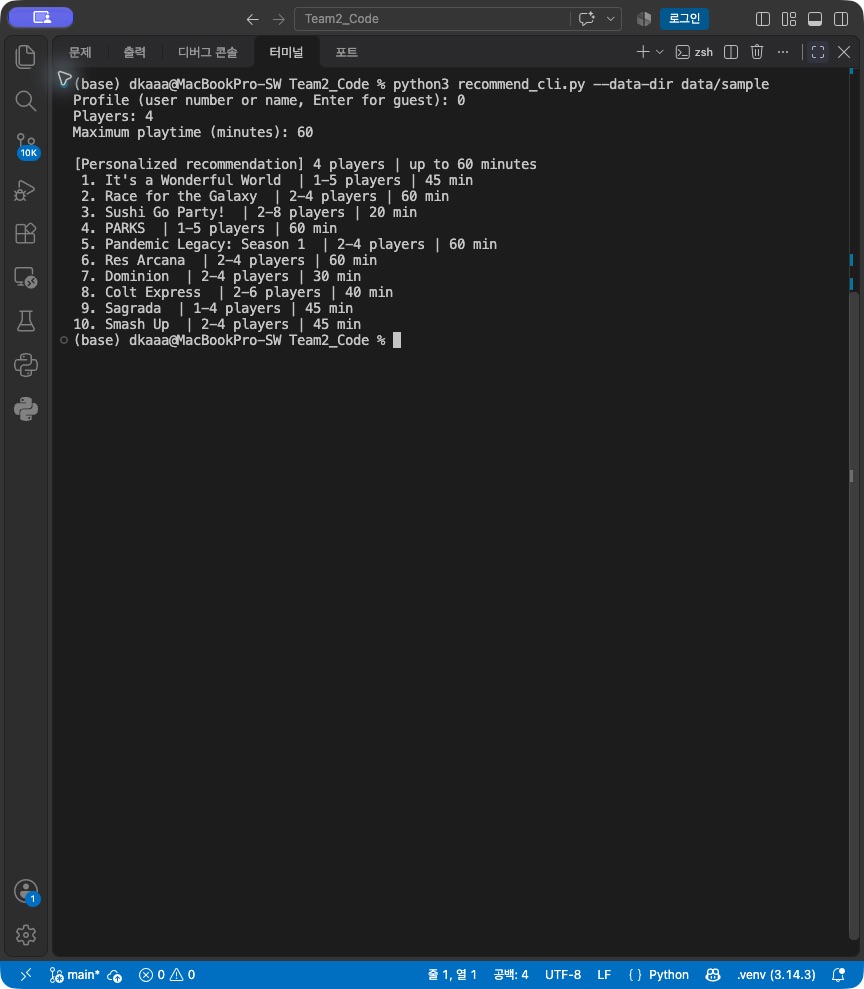 Team2_Code
로그인
문제 출력 디버그 콘솔 터미널 포트
zsh
(base) dkaaa@MacBookPro-SW Team2_Code % python3 recommend_cli.py --data-dir data/sample
Profile (user number or name, Enter for guest): 0
Players: 4
Maximum playtime (minutes): 60
[Personalized recommendation] 4 players | up to 60 minutes
1. It's a Wonderful World | 1-5 players | 45 min
2. Race for the Galaxy | 2-4 players | 60 min
3. Sushi Go Party! | 2-8 players | 20 min
4. PARKS | 1-5 players | 60 min
5. Pandemic Legacy: Season 1 | 2-4 players | 60 min
6. Res Arcana | 2-4 players | 60 min
7. Dominion | 2-4 players | 30 min
8. Colt Express | 2-6 players | 40 min
9. Sagrada | 1-4 players | 45 min
10. Smash Up | 2-4 players | 45 min
(base) dkaaa@MacBookPro-SW Team2_Code %
10K
1
main* 0 0 줄 1, 열 1 공백: 4 UTF-8 LF { } Python .venv (3.14.3)